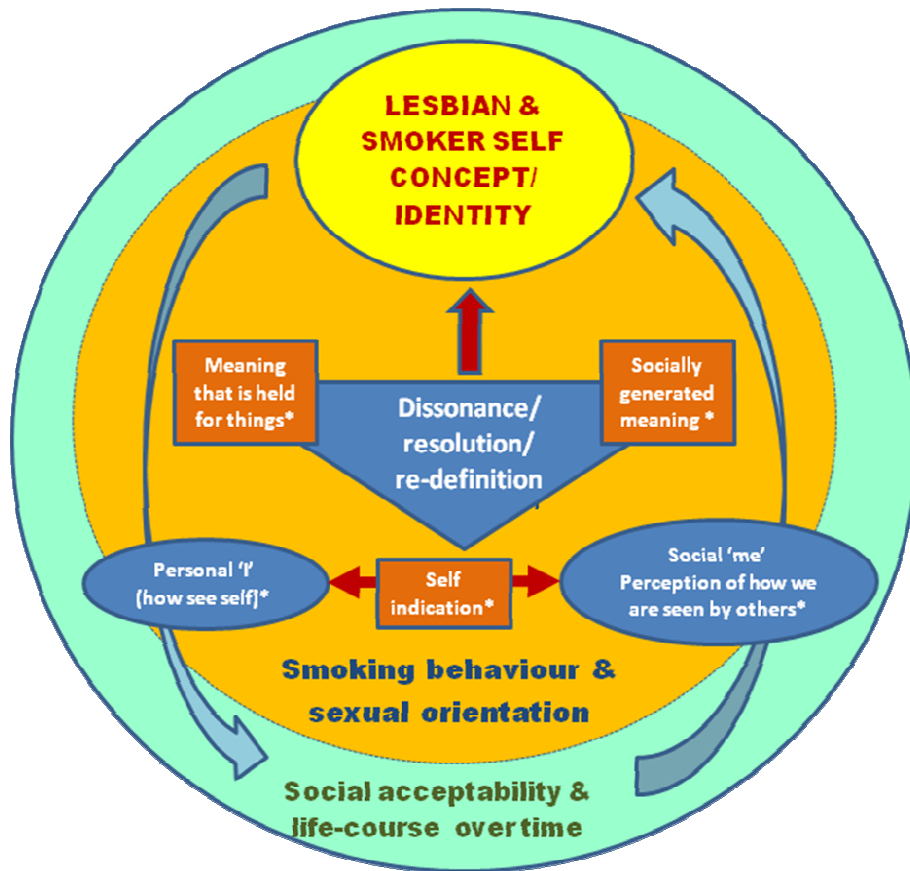 LESBIAN &
SMOKER SELF
CONCEPT/
IDENTITY
Meaning
that is held
for things*
Socially
generated
meaning *
Dissonance/
resolution/
re-definition
Personal 'I'
(how see self)*
Self
indication*
Social 'me'
Perception of how we
are seen by others*
Smoking behaviour &
sexual orientation
Social acceptability &
life-course over time